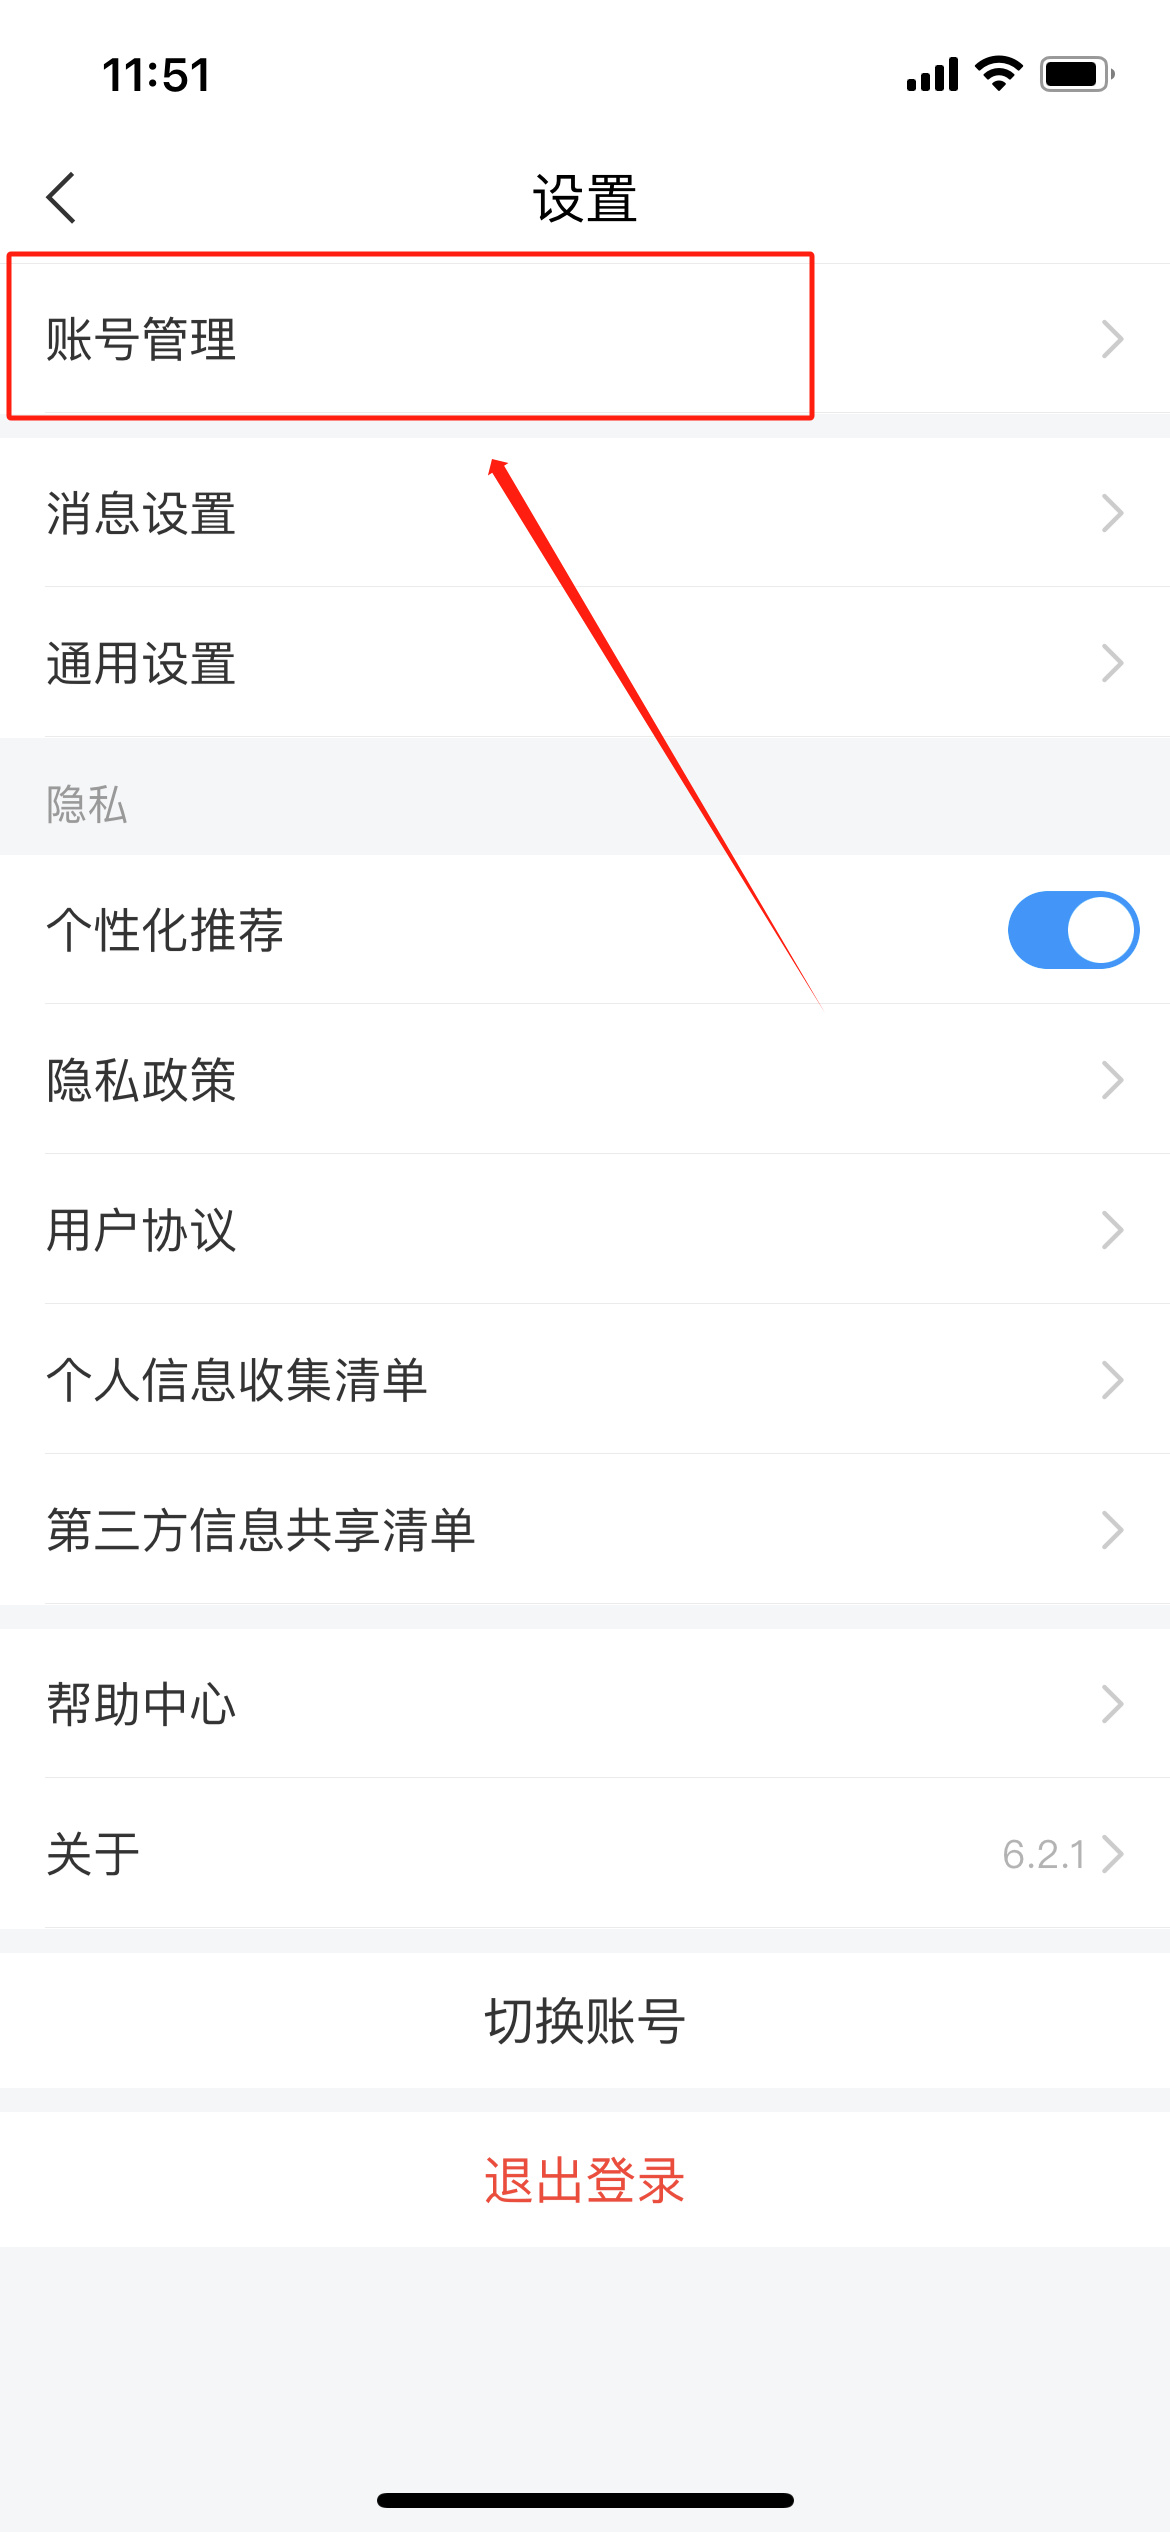 11:51
设置
账号管理
消息设置
通用设置
隐私
个性化推荐
隐私政策
用户协议
个人信息收集清单
第三方信息共享清单
帮助中心
关于 6.2.1
切换账号
退出登录